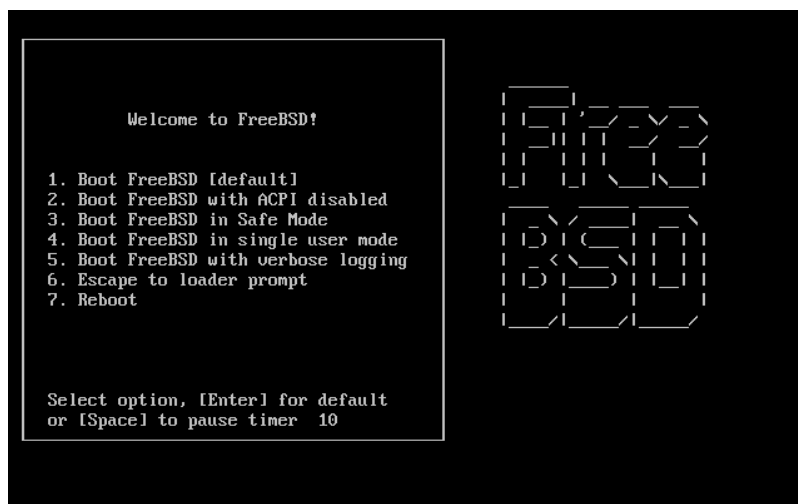 Welcome to FreeBSD!
1. Boot FreeBSD [default]
2. Boot FreeBSD with ACPI disabled
3. Boot FreeBSD in Safe Mode
4. Boot FreeBSD in single user mode
5. Boot FreeBSD with verbose logging
6. Escape to loader prompt
7. Reboot
Select option, [Enter] for default
or [Space] to pause timer  10
Free
BSD